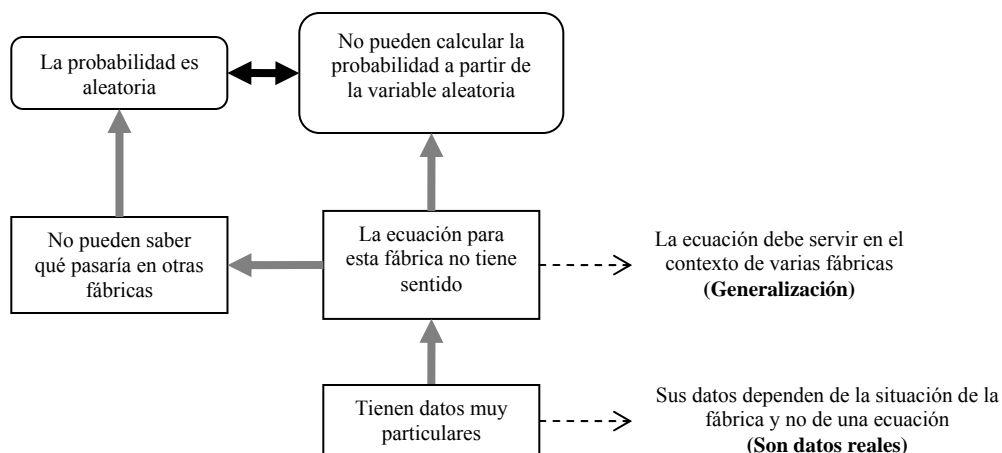 La probabilidad es
aleatoria
No pueden calcular la
probabilidad a partir de
la variable aleatoria
No pueden saber
qué pasaría en otras
fábricas
La ecuación para
esta fábrica no tiene
sentido
La ecuación debe servir en el
contexto de varias fábricas
(Generalización)
Tienen datos muy
particulares
Sus datos dependen de la situación de la
fábrica y no de una ecuación
(Son datos reales)